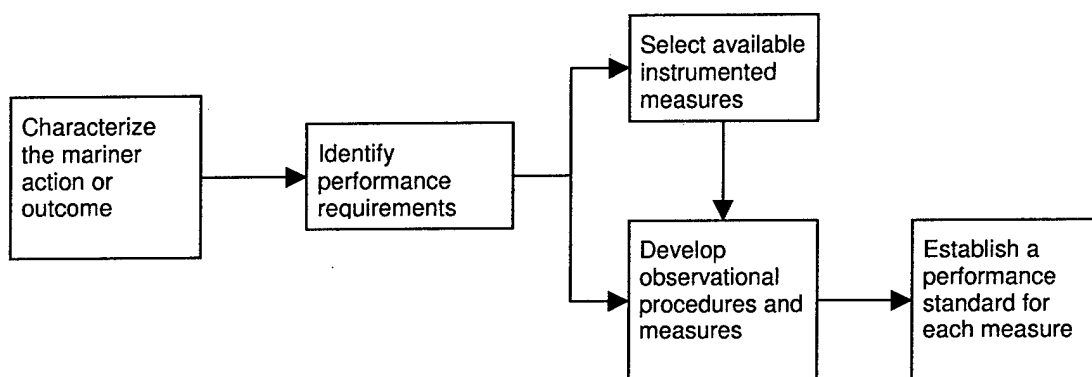 Characterize
the mariner
action or
outcome
Identify
performance
requirements
Select available
instrumented
measures
Develop
observational
procedures and
measures
Establish a
performance
standard for
each measure